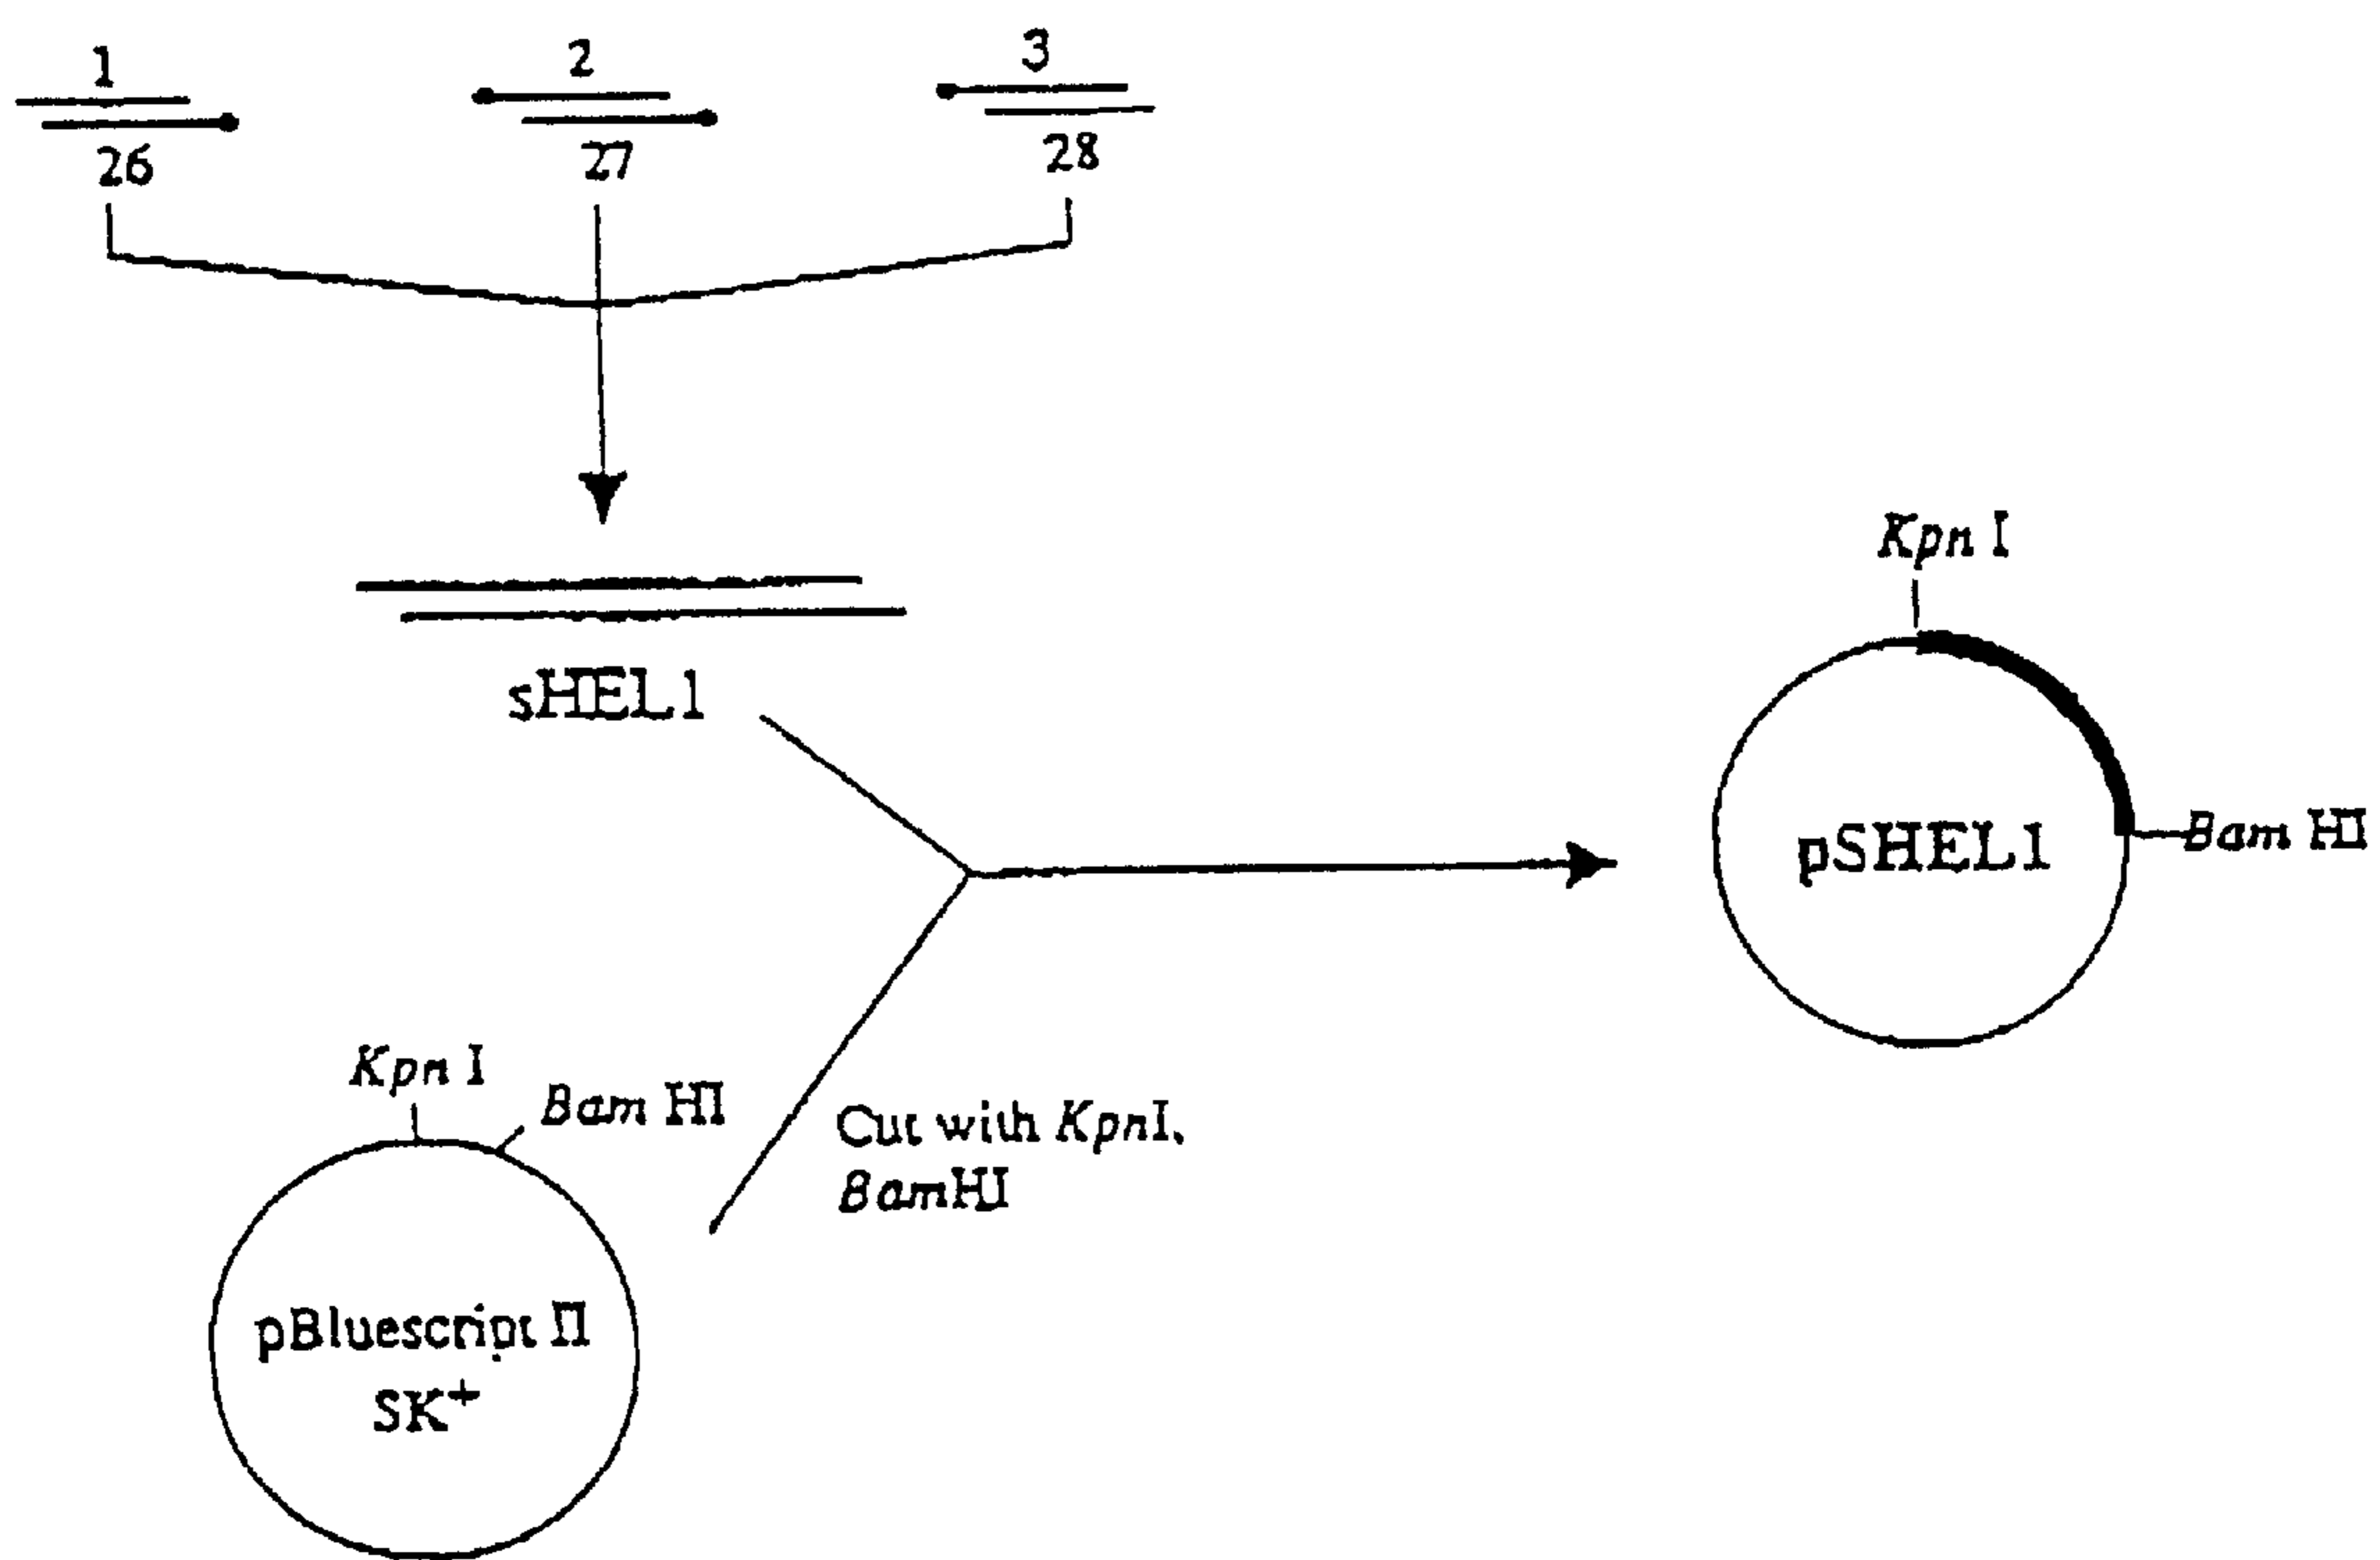 1
2
3
26
27
28
sHEL1
Kpn I
pSHEL1
Bam HI
Kpn I
Bam HI
Cut with KpnI,
BamHI
pBluescript II
SK+